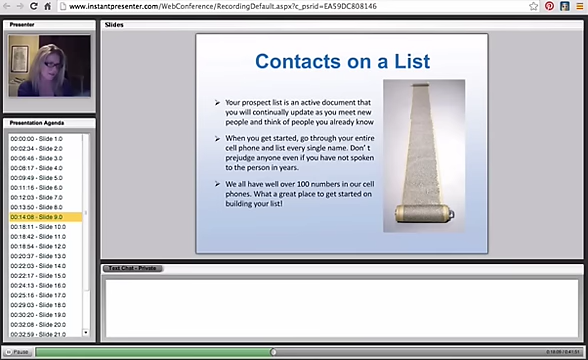 www.instantpresenter.com/WebConference/RecordingDefault.aspx?c_psrid=EA59DC808146
Presenter
Slides
Presentation Agenda
00:00:00 - Slide 1.0
00:02:34 - Slide 2.0
00:06:46 - Slide 3.0
00:08:17 - Slide 4.0
00:09:49 - Slide 5.0
00:11:16 - Slide 6.0
00:12:03 - Slide 7.0
00:13:50 - Slide 8.0
00:14:08 - Slide 9.0
00:18:11 - Slide 10.0
00:18:42 - Slide 11.0
00:18:54 - Slide 12.0
00:20:37 - Slide 13.0
00:22:03 - Slide 14.0
00:22:17 - Slide 15.0
00:24:13 - Slide 16.0
00:25:16 - Slide 17.0
00:29:03 - Slide 18.0
00:30:20 - Slide 19.0
00:32:08 - Slide 20.0
00:32:59 - Slide 21.0
Contacts on a List
Your prospect list is an active document that
you will continually update as you meet new
people and think of people you already know
When you get started, go through your entire
cell phone and list every single name. Don't
prejudge anyone even if you have not spoken
to the person in years.
We all have well over 100 numbers in our cell
phones. What a great place to get started on
building your list!
Text Chat - Private
Pause